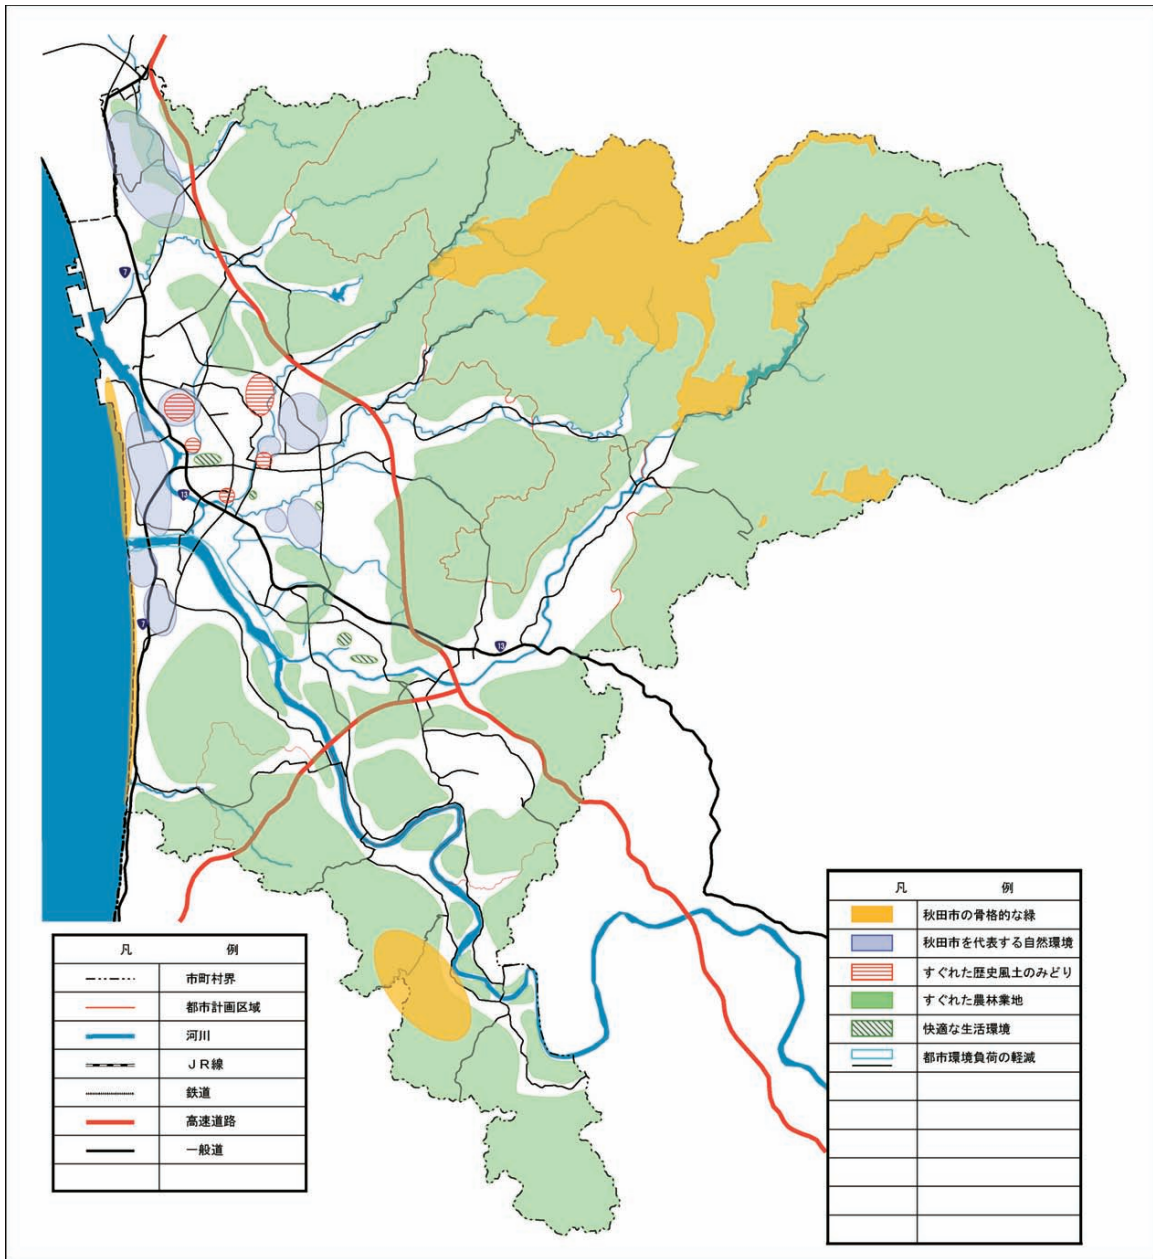 7
13
7
13
凡 例
市町村界
都市計画区域
河川
JR線
鉄道
高速道路
一般道
凡 例
秋田市の骨格的な緑
秋田市を代表する自然環境
すぐれた歴史風土のみどり
すぐれた農林業地
快適な生活環境
都市環境負荷の軽減